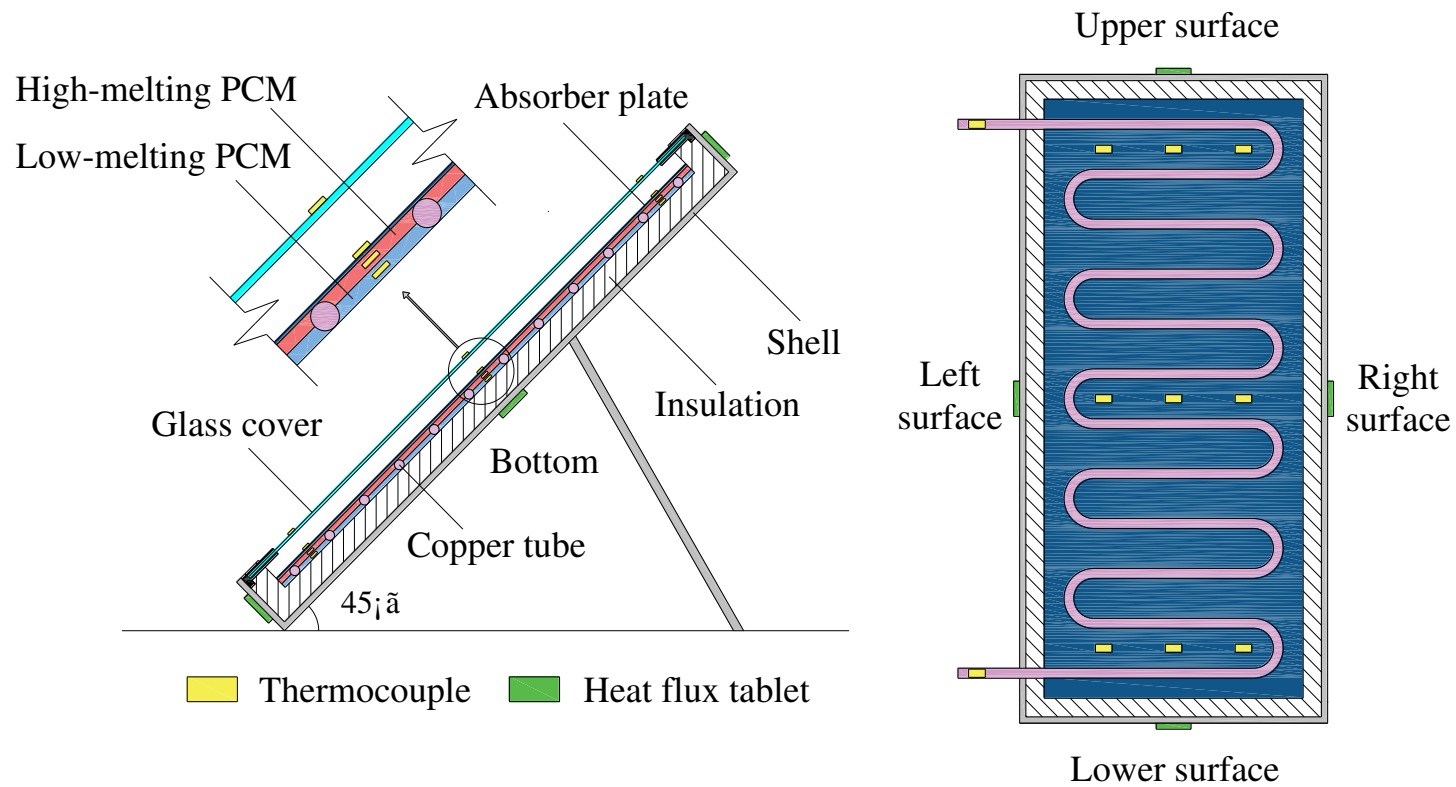 High-melting PCM
Low-melting PCM
Absorber plate
Shell
Insulation
Glass cover
Bottom
Copper tube
45¡ã
Thermocouple
Heat flux tablet
Upper surface
Left
surface
Right
surface
Lower surface